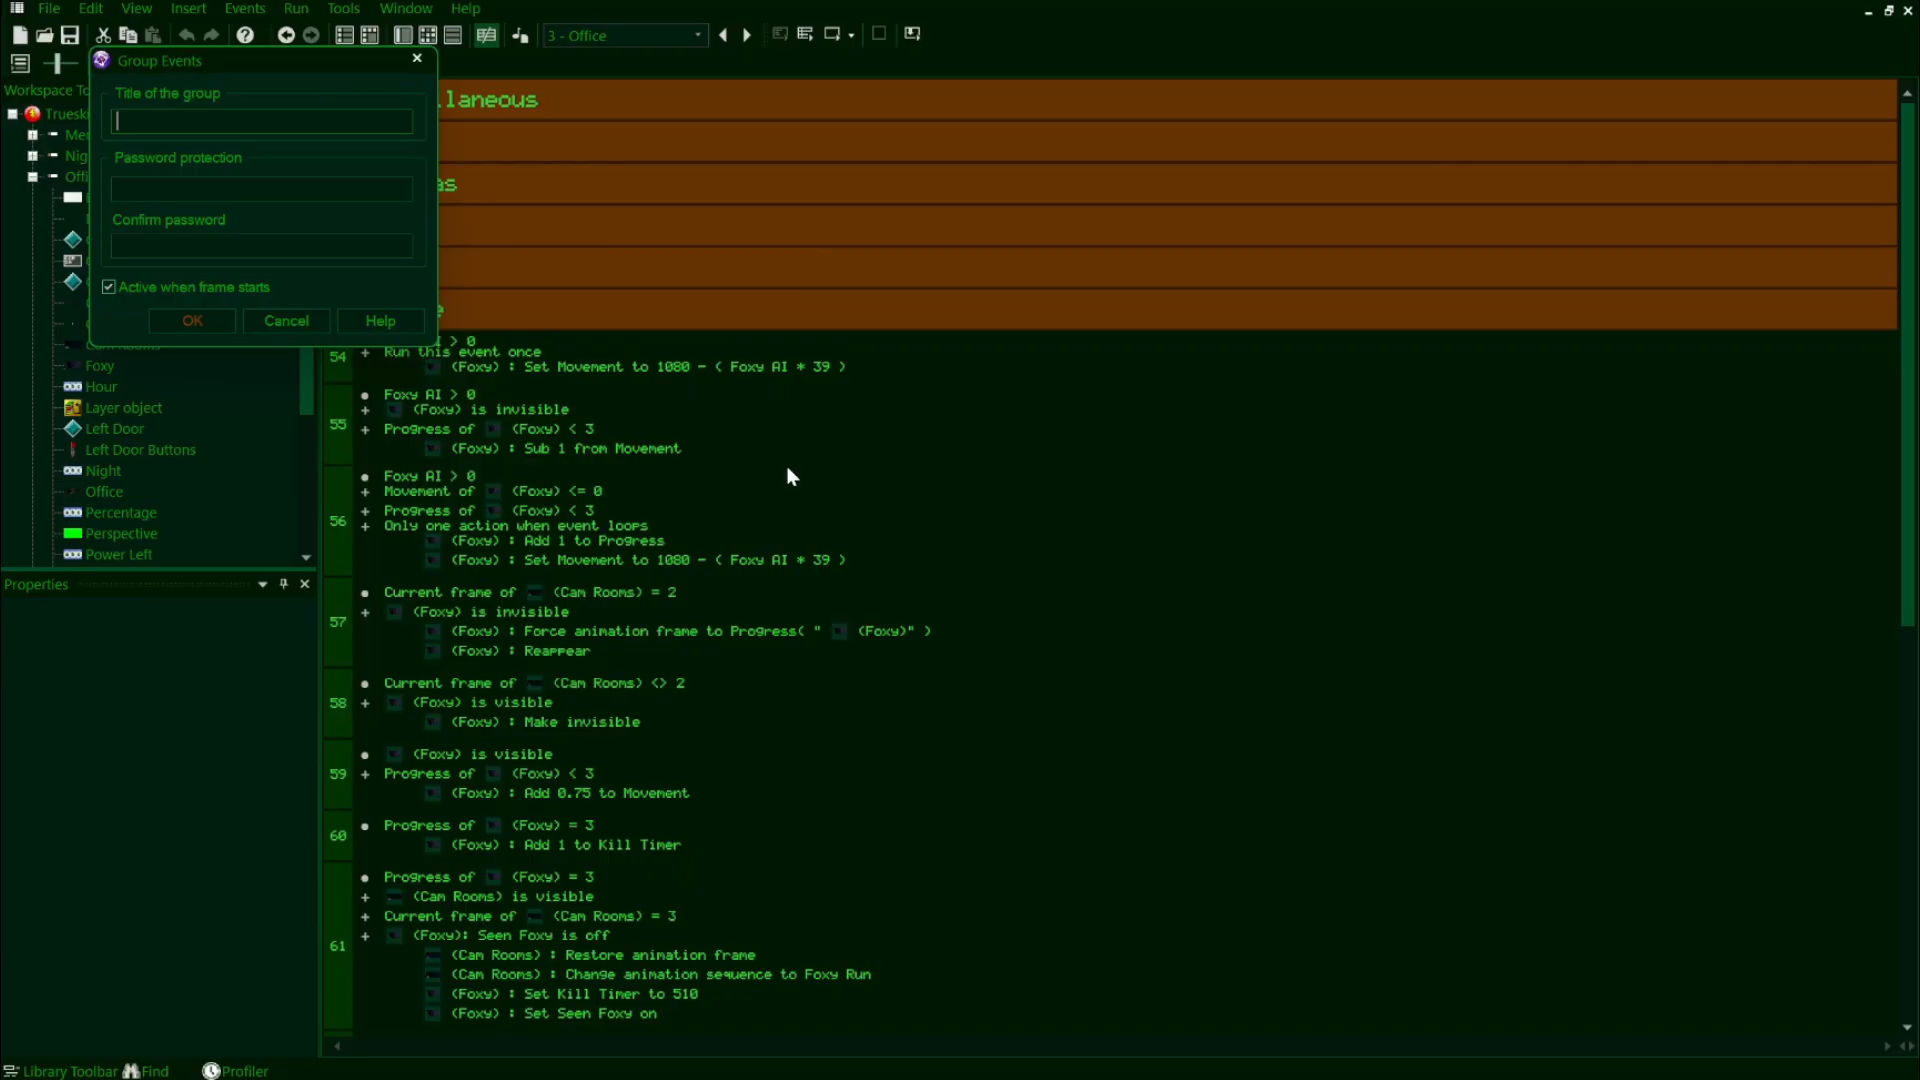 File Edit View Insert Events Run Tools Window Help
3 - Office
Group Events
Title of the group
Password protection
Confirm password
Active when frame starts
OK Cancel Help
Workspace To
Trueski
Men
Nig
Offi
Foxy
Hour
Layer object
Left Door
Left Door Buttons
Night
Office
Percentage
Perspective
Power Left
Properties
laneous
as
e
54
I > 0
+ Run this event once
(Foxy) : Set Movement to 1080 - ( Foxy AI * 39 )
55
● Foxy AI > 0
+ (Foxy) is invisible
+ Progress of (Foxy) < 3
(Foxy) : Sub 1 from Movement
56
● Foxy AI > 0
+ Movement of (Foxy) <= 0
+ Progress of (Foxy) < 3
+ Only one action when event loops
(Foxy) : Add 1 to Progress
(Foxy) : Set Movement to 1080 - ( Foxy AI * 39 )
57
● Current frame of (Cam Rooms) = 2
+ (Foxy) is invisible
(Foxy) : Force animation frame to Progress( " (Foxy)" )
(Foxy) : Reappear
58
● Current frame of (Cam Rooms) <> 2
+ (Foxy) is visible
(Foxy) : Make invisible
59
● (Foxy) is visible
+ Progress of (Foxy) < 3
(Foxy) : Add 0.75 to Movement
60
● Progress of (Foxy) = 3
(Foxy) : Add 1 to Kill Timer
61
● Progress of (Foxy) = 3
+ (Cam Rooms) is visible
+ Current frame of (Cam Rooms) = 3
+ (Foxy): Seen Foxy is off
(Cam Rooms) : Restore animation frame
(Cam Rooms) : Change animation sequence to Foxy Run
(Foxy) : Set Kill Timer to 510
(Foxy) : Set Seen Foxy on
Library Toolbar Find Profiler